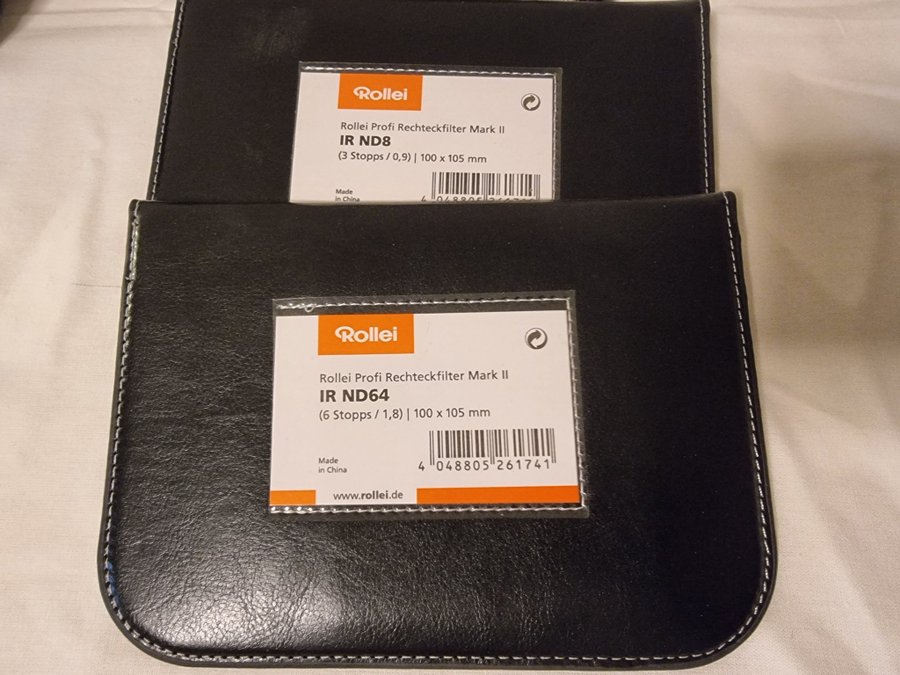 Rollei
Rollei Profi Rechteckfilter Mark II
IR ND8
(3 Stopps / 0,9) | 100 x 105 mm
Made
in China
Rollei
Rollei Profi Rechteckfilter Mark II
IR ND64
(6 Stopps / 1,8) | 100 x 105 mm
Made
in China
4 048805 261741
www.rollei.de